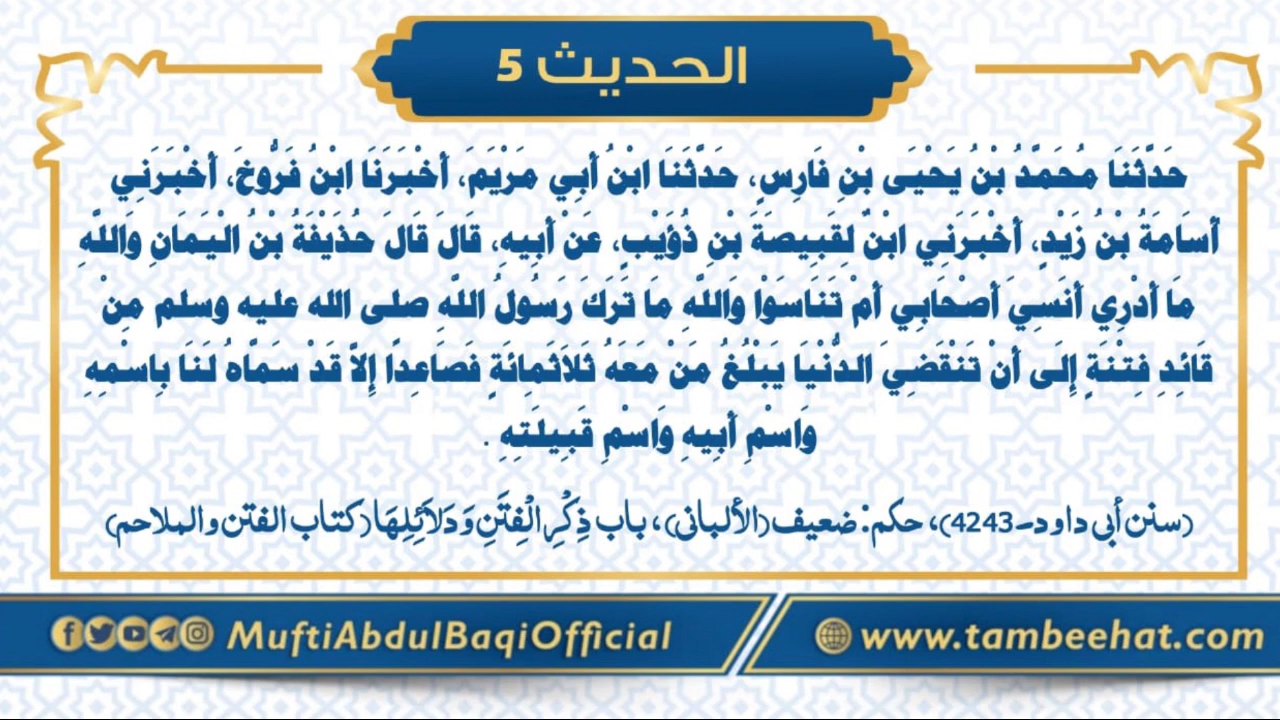 الحديث 5
حَدَّثَنَا مُحَمَّدُ بْنُ يَحْيَى بْنِ فَارِسٍ، حَدَّثَنَا ابْنُ أَبِي مَرْيَمَ، أَخْبَرَنَا ابْنُ فَرُّوخَ، أَخْبَرَنِي
أُسَامَةُ بْنُ زَيْدٍ، أَخْبَرَنِي ابْنٌ لِقَبِيصَةَ بْنِ ذُؤَيْبٍ، عَنْ أَبِيهِ، قَالَ قَالَ حُذَيْفَةُ بْنُ الْيَمَانِ وَاللَّهِ
مَا أَدْرِي أَنَسِيَ أَصْحَابِي أَمْ تَنَاسَوْا وَاللَّهِ مَا تَرَكَ رَسُولُ اللَّهِ صلى الله عليه وسلم مِنْ
قَائِدِ فِتْنَةٍ إِلَى أَنْ تَنْقَضِيَ الدُّنْيَا يَبْلُغُ مَنْ مَعَهُ ثَلاَثَمِائَةٍ فَصَاعِدًا إِلاَّ قَدْ سَمَّاهُ لَنَا بِاسْمِهِ
وَاسْمِ أَبِيهِ وَاسْمِ قَبِيلَتِهِ .
(سنن أبي داود-4243)، حكم: ضعيف(الألباني)، باب ذِكْرِ الْفِتَنِ وَدَلاَئِلِهَا(كتاب الفتن والملاحم)
MuftiAbdulBaqiOfficial
www.tambeehat.com